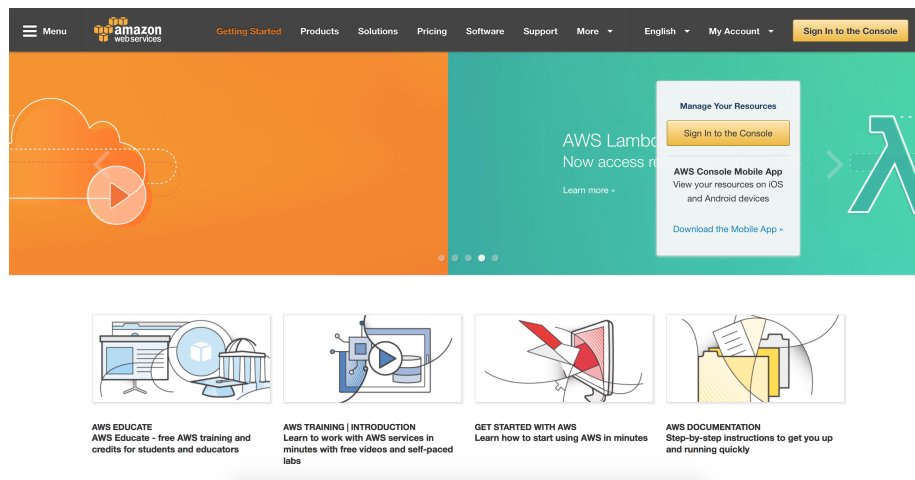 Menu
amazon
webservices
Getting Started
Products
Solutions
Pricing
Software
Support
More
English
My Account
Sign In to the Console
AWS
Now access
Learn more »
Manage Your Resources
Sign In to the Console
AWS Console Mobile App
View your resources on iOS
and Android devices
Download the Mobile App »
AWS EDUCATE
AWS Educate - free AWS training and
credits for students and educators
AWS TRAINING | INTRODUCTION
Learn to work with AWS services in
minutes with free videos and self-paced
labs
GET STARTED WITH AWS
Learn how to start using AWS in minutes
AWS DOCUMENTATION
Step-by-step instructions to get you up
and running quickly